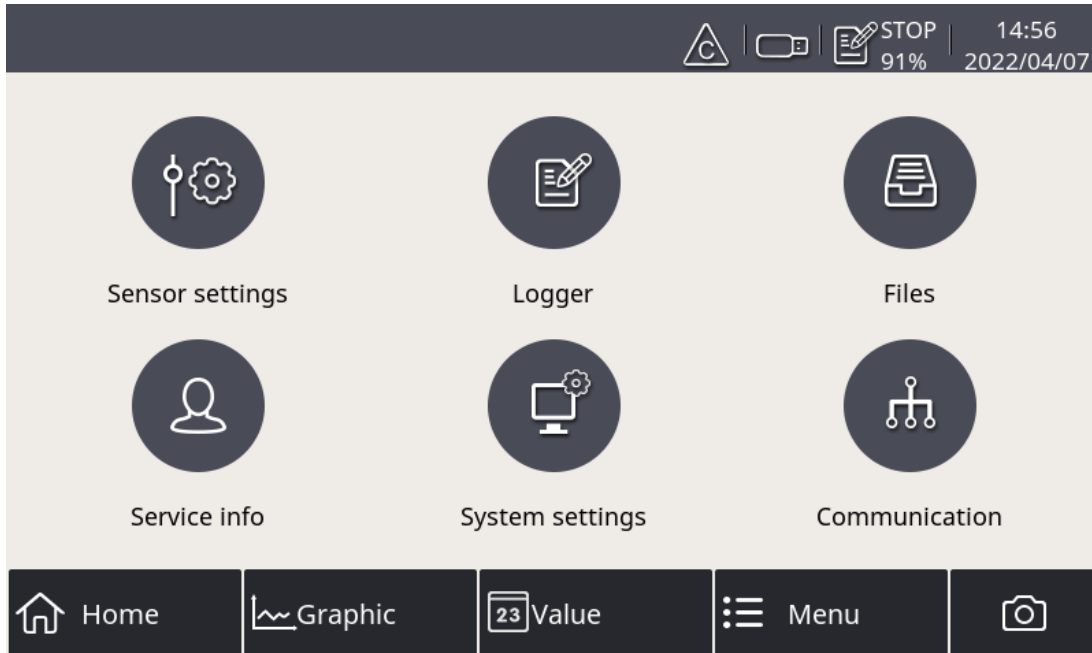 C
STOP
91%
14:56
2022/04/07
Sensor settings
Logger
Files
Service info
System settings
Communication
Home
Graphic
23
Value
Menu